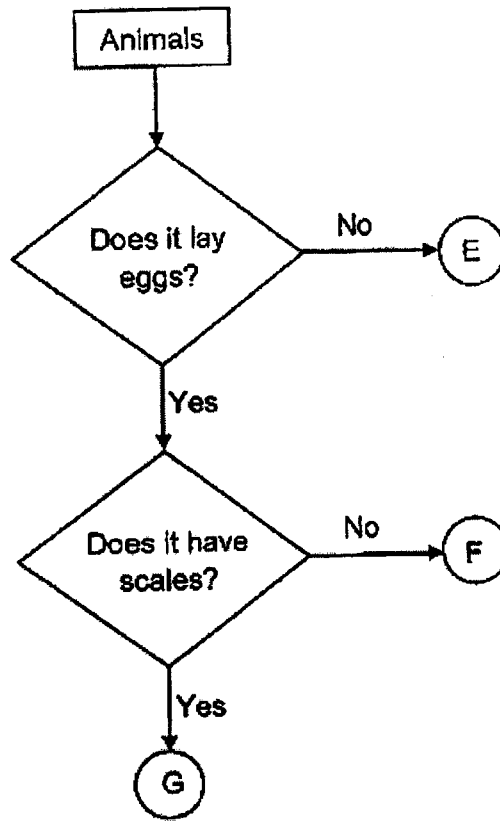 Animals
Does it lay
eggs?
No
E
Yes
Does it have
scales?
No
F
Yes
G